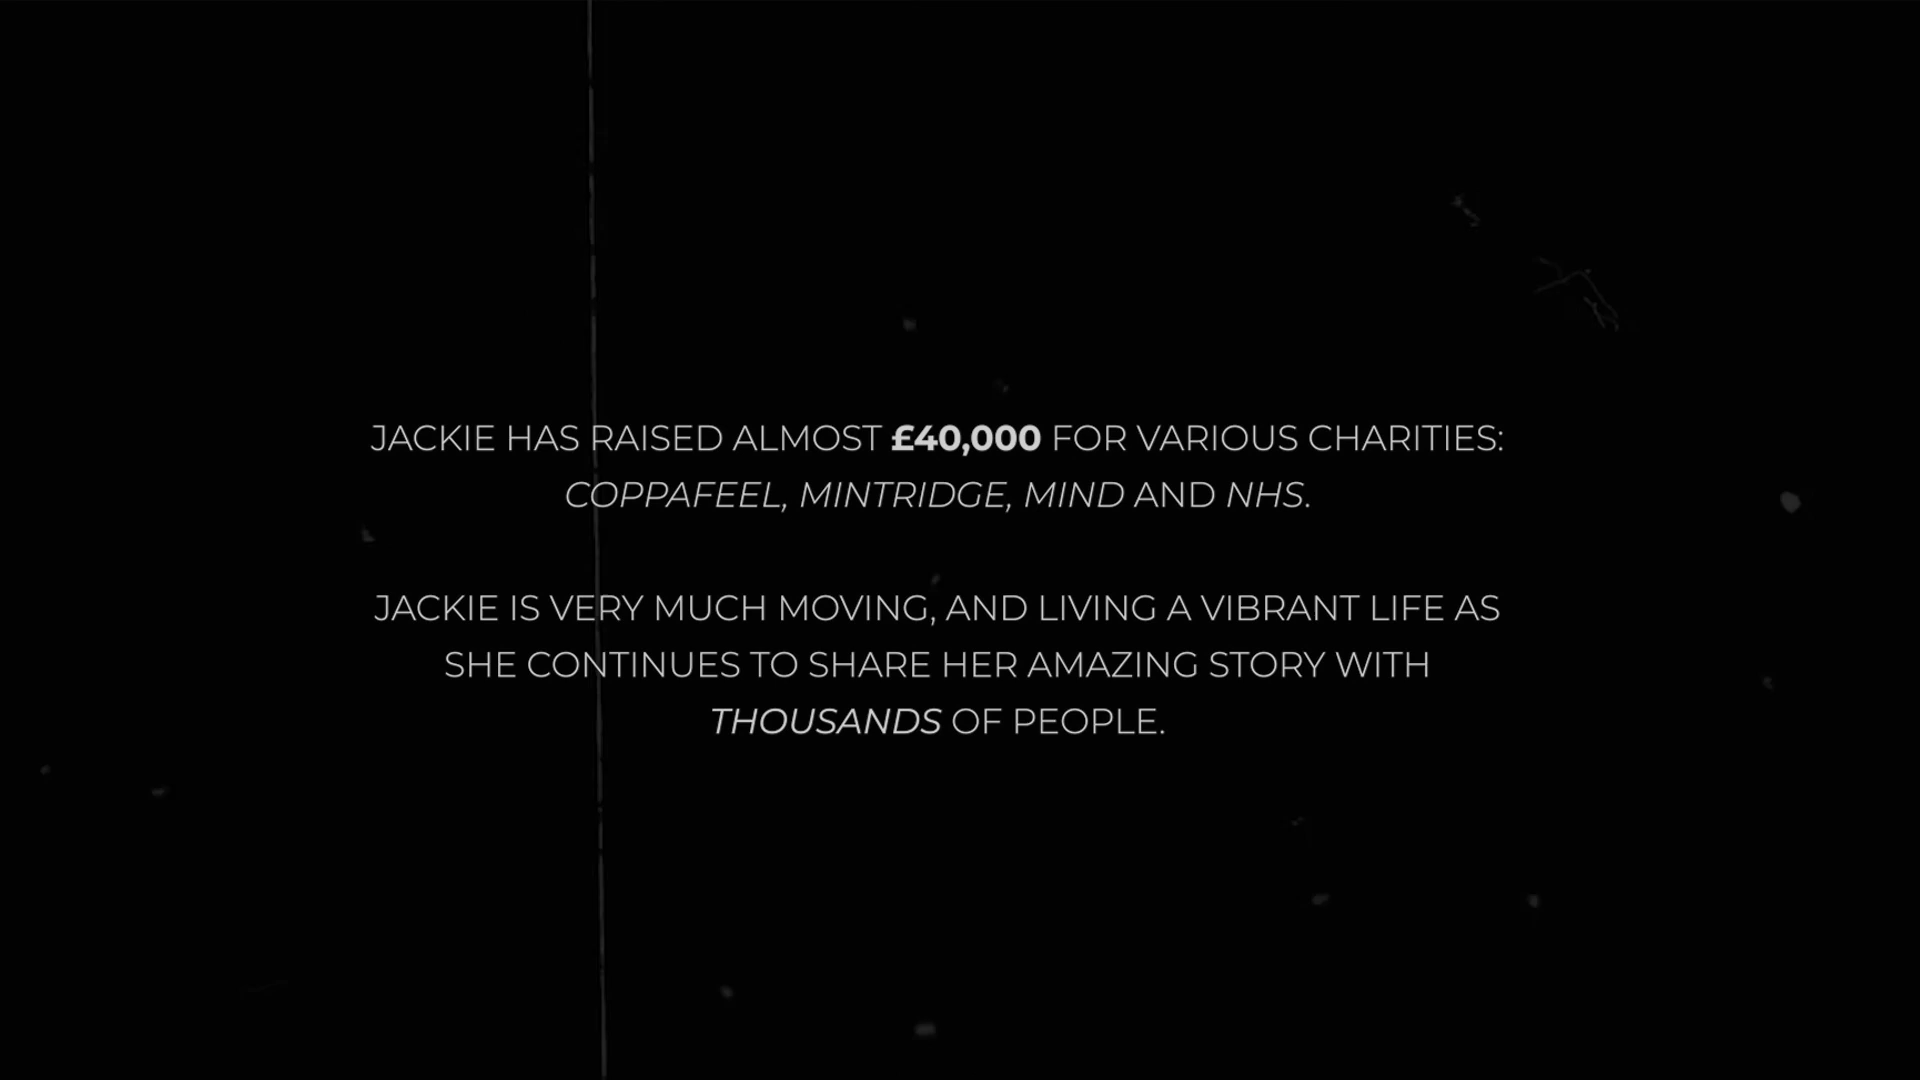 JACKIE HAS RAISED ALMOST £40,000 FOR VARIOUS CHARITIES:
COPPAFEEL, MINTRIDGE, MIND AND NHS.
JACKIE IS VERY MUCH MOVING, AND LIVING A VIBRANT LIFE AS
SHE CONTINUES TO SHARE HER AMAZING STORY WITH
THOUSANDS OF PEOPLE.